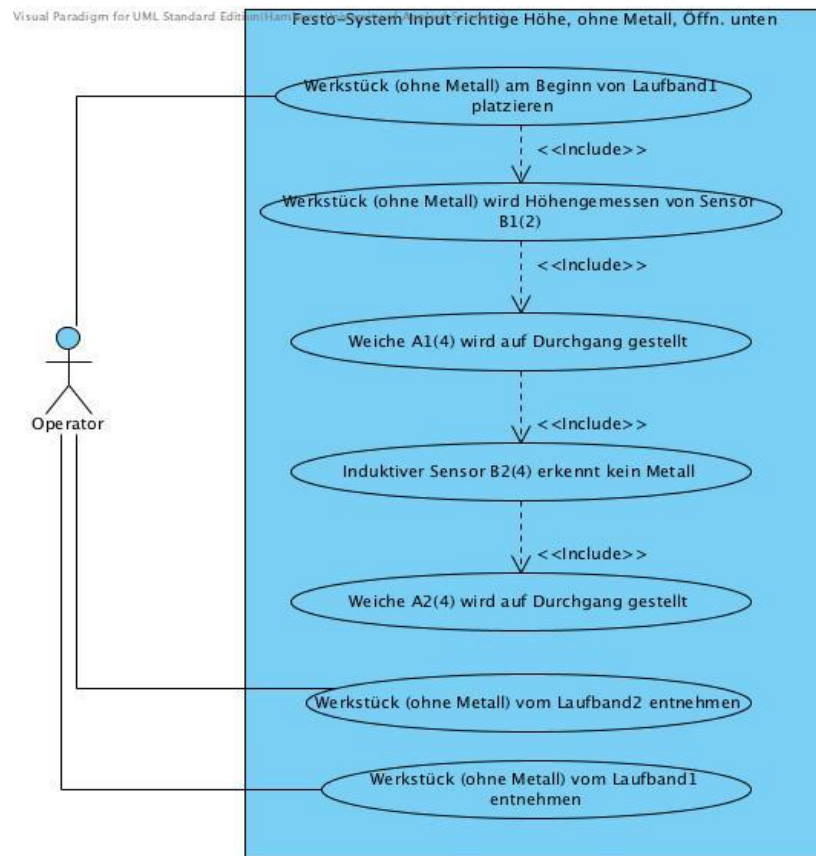 Visual Paradigm for UML Standard Edition(Ham
Festo-System Input richtige Höhe, ohne Metall, Öffn. unten
Werkstück (ohne Metall) am Beginn von Laufband1
platzieren
<<Include>>
Werkstück (ohne Metall) wird Höhengemessen von Sensor
B1(2)
<<Include>>
Weiche A1(4) wird auf Durchgang gestellt
<<Include>>
Operator
Induktiver Sensor B2(4) erkennt kein Metall
<<Include>>
Weiche A2(4) wird auf Durchgang gestellt
Werkstück (ohne Metall) vom Laufband2 entnehmen
Werkstück (ohne Metall) vom Laufband1
entnehmen